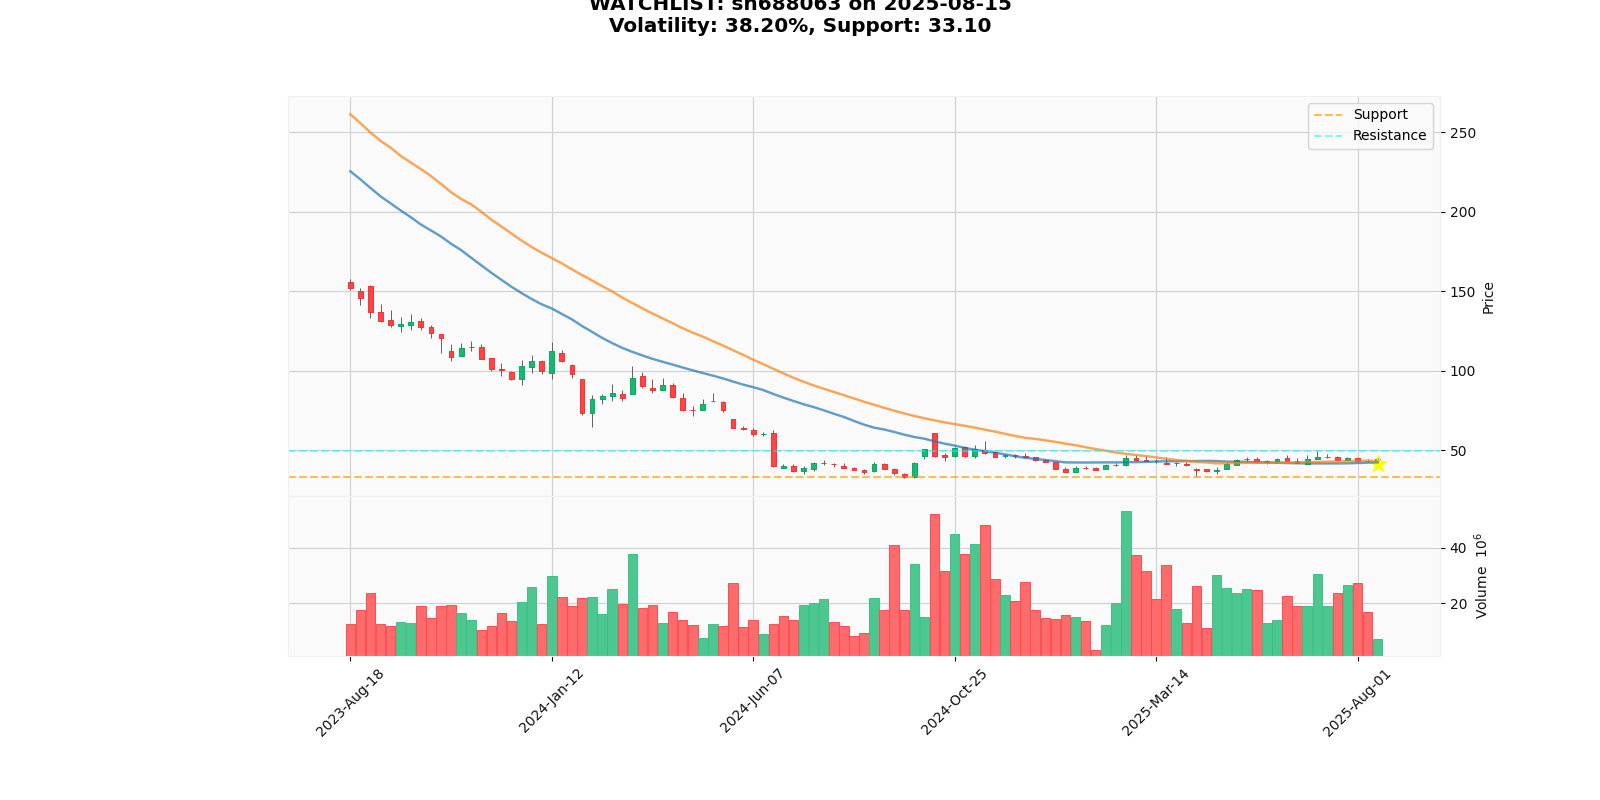 WATCHLIST: sh688063 on 2025-08-15
Volatility: 38.20%, Support: 33.10
Support
Resistance
250
200
150
100
50
Price
40
20
Volume 10⁶
2023-Aug-18
2024-Jan-12
2024-Jun-07
2024-Oct-25
2025-Mar-14
2025-Aug-01